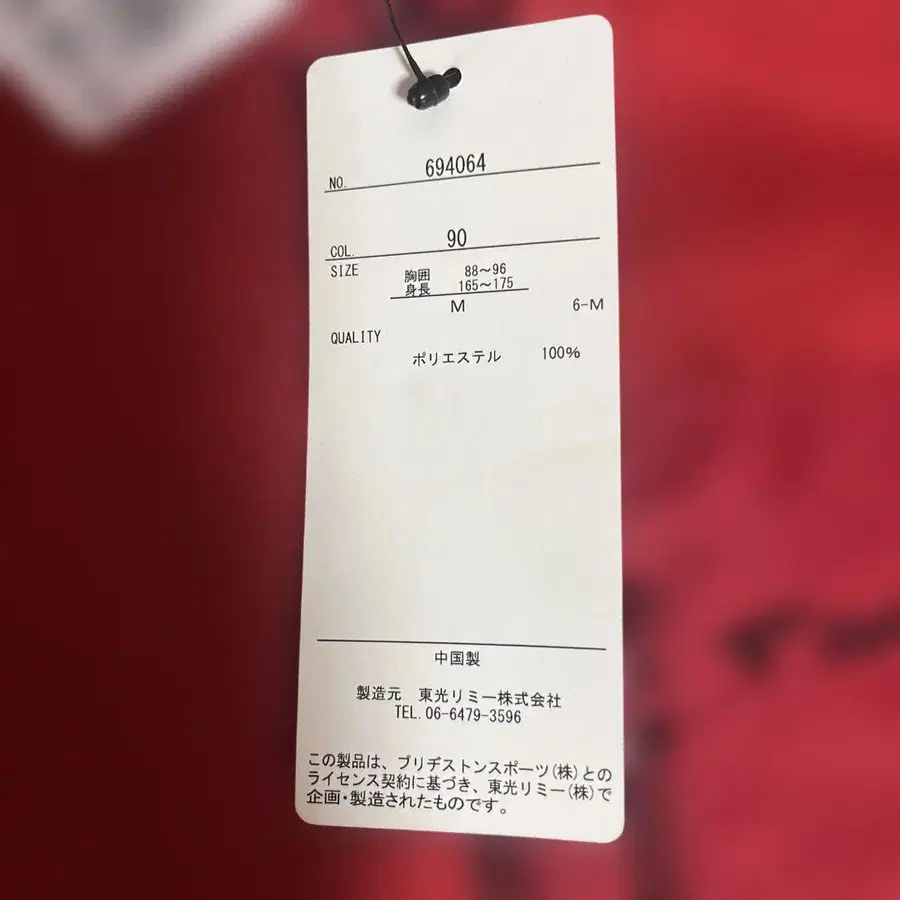 NO. 694064
COL. 90
SIZE 胸囲 88～96
身長 165～175
M 6-M
QUALITY
ポリエステル 100%
中国製
製造元 東光リミー株式会社
TEL.06-6479-3596
この製品は、ブリヂストンスポーツ(株)との
ライセンス契約に基づき、東光リミー(株)で
企画・製造されたものです。